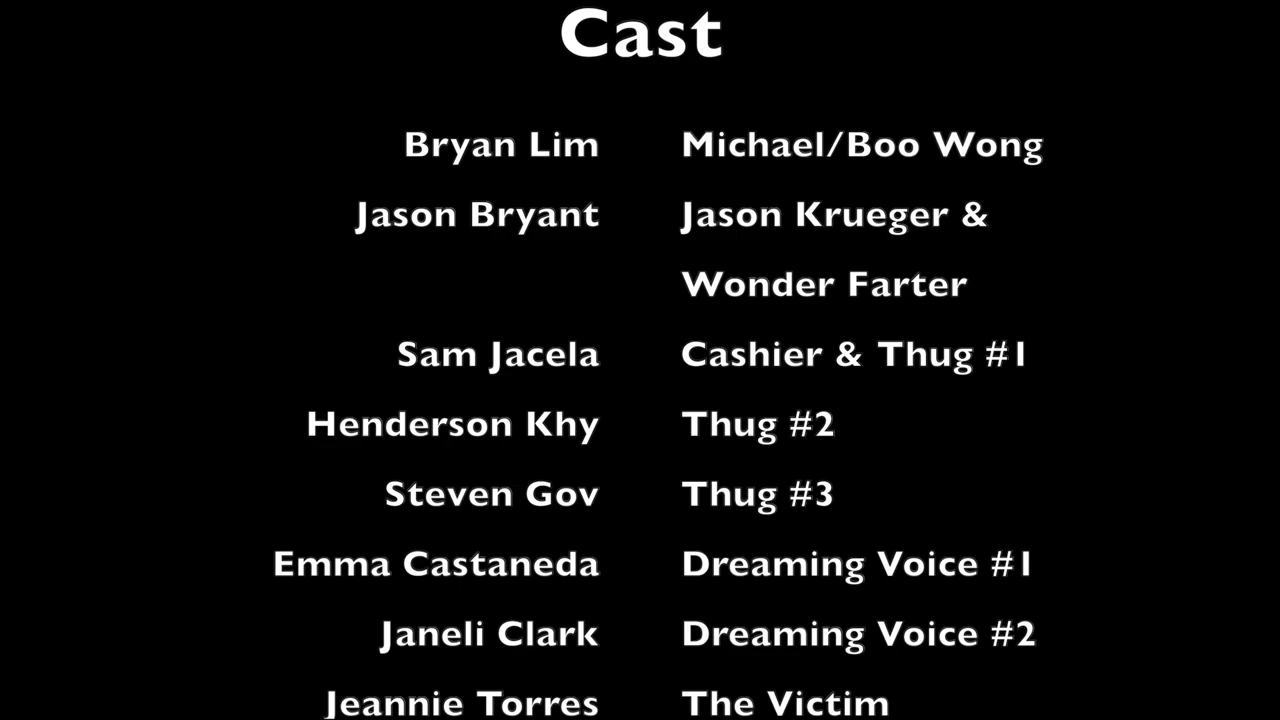 Cast
Bryan Lim Michael/Boo Wong
Jason Bryant Jason Krueger &
Wonder Farter
Sam Jacela Cashier & Thug #1
Henderson Khy Thug #2
Steven Gov Thug #3
Emma Castaneda Dreaming Voice #1
Janeli Clark Dreaming Voice #2
Jeannie Torres The Victim